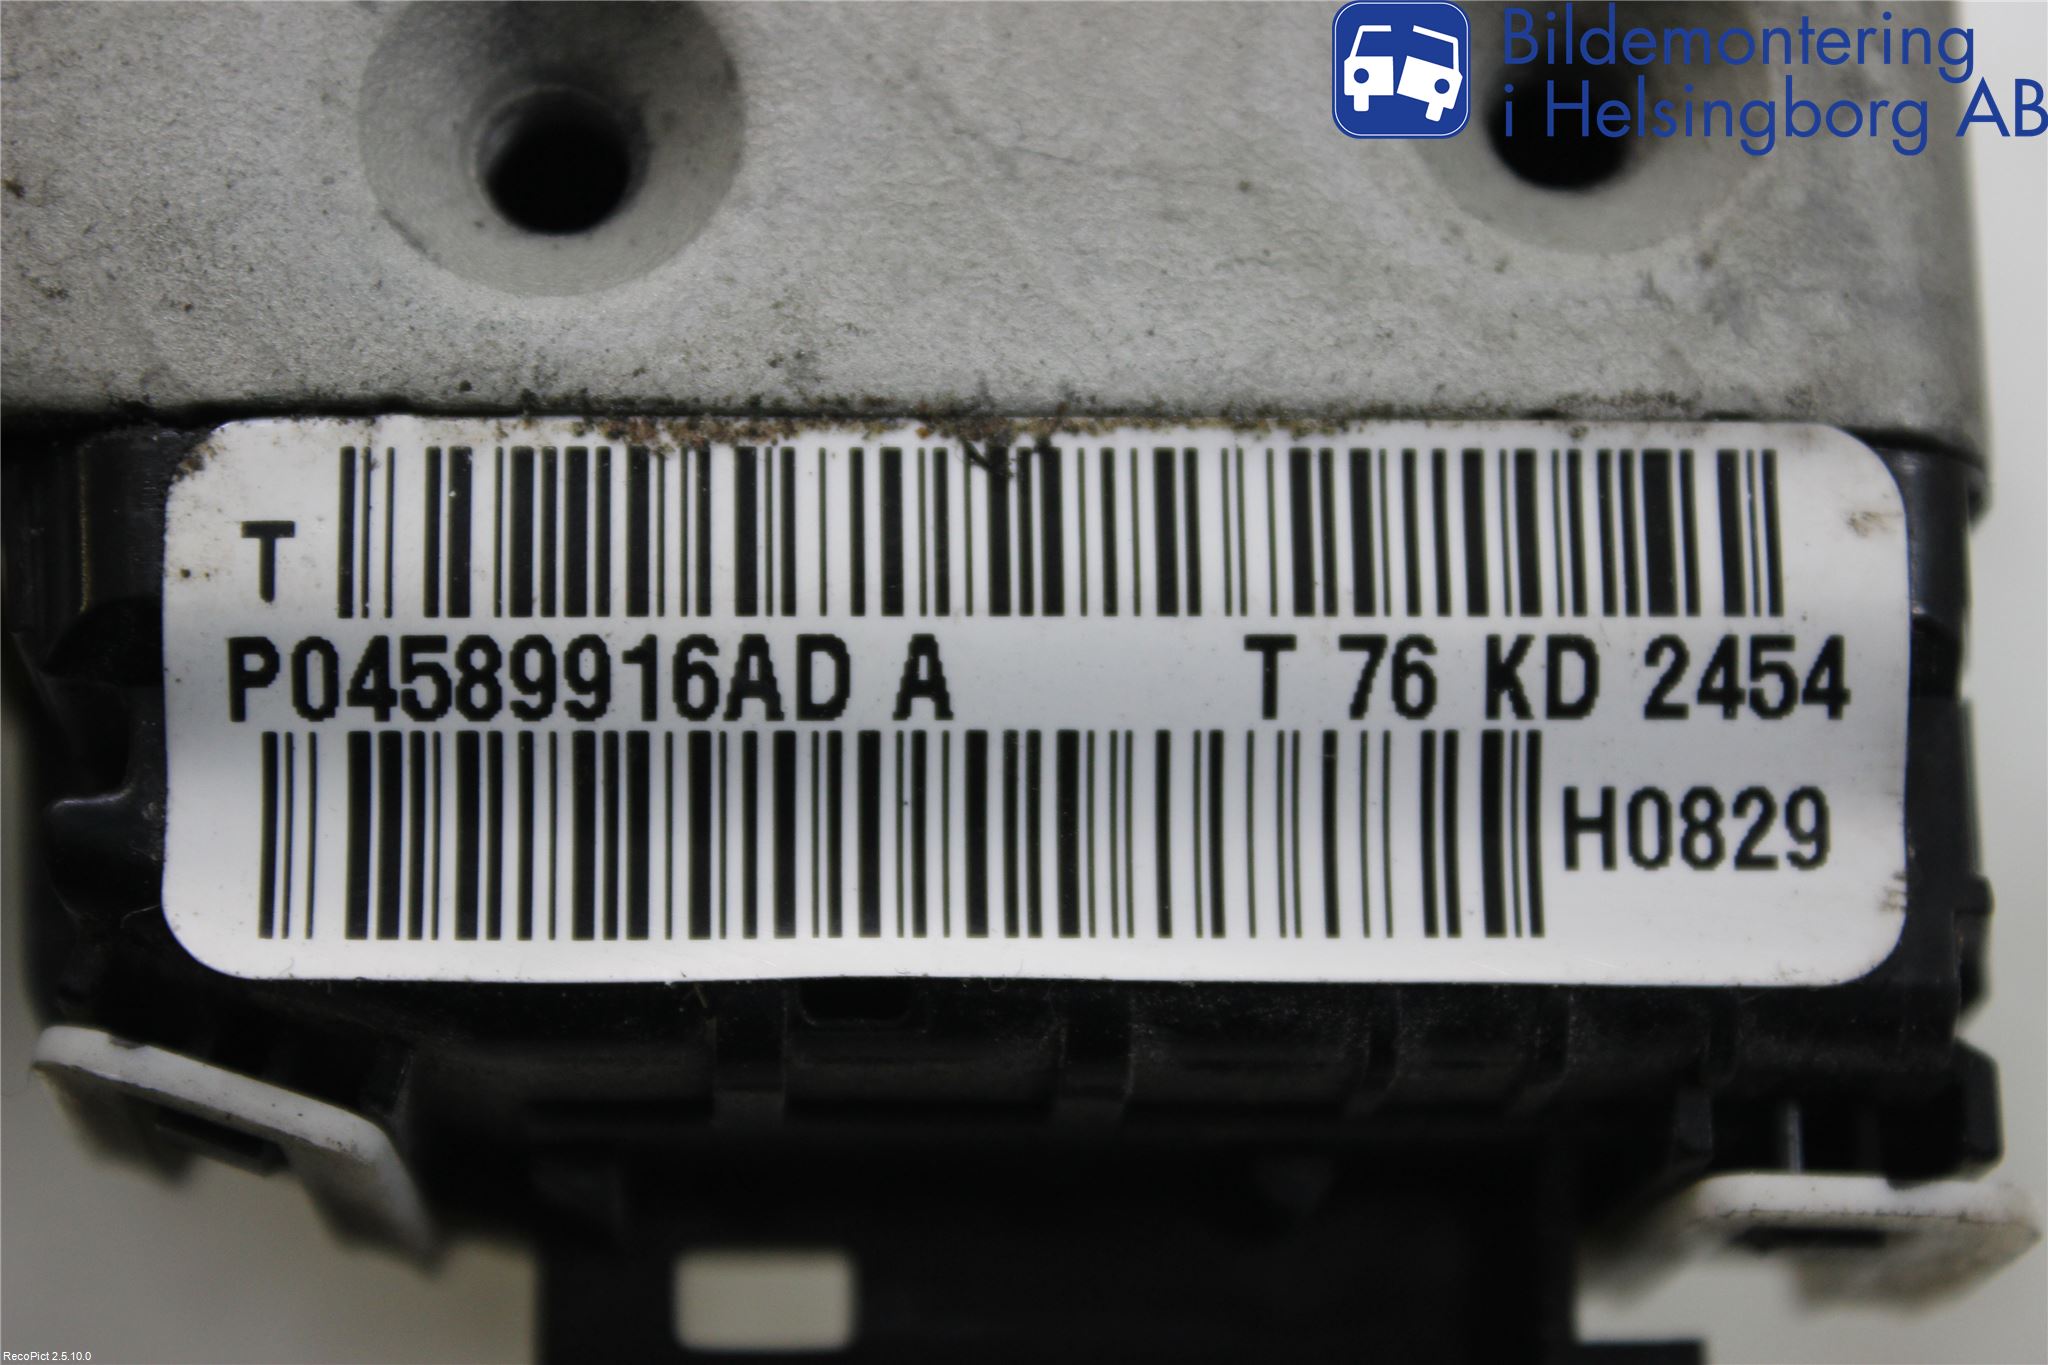 Bildemontering
i Helsingborg AB
T
P04589916AD A T 76 KD 2454
H0829
RecoPict 2.5.10.0